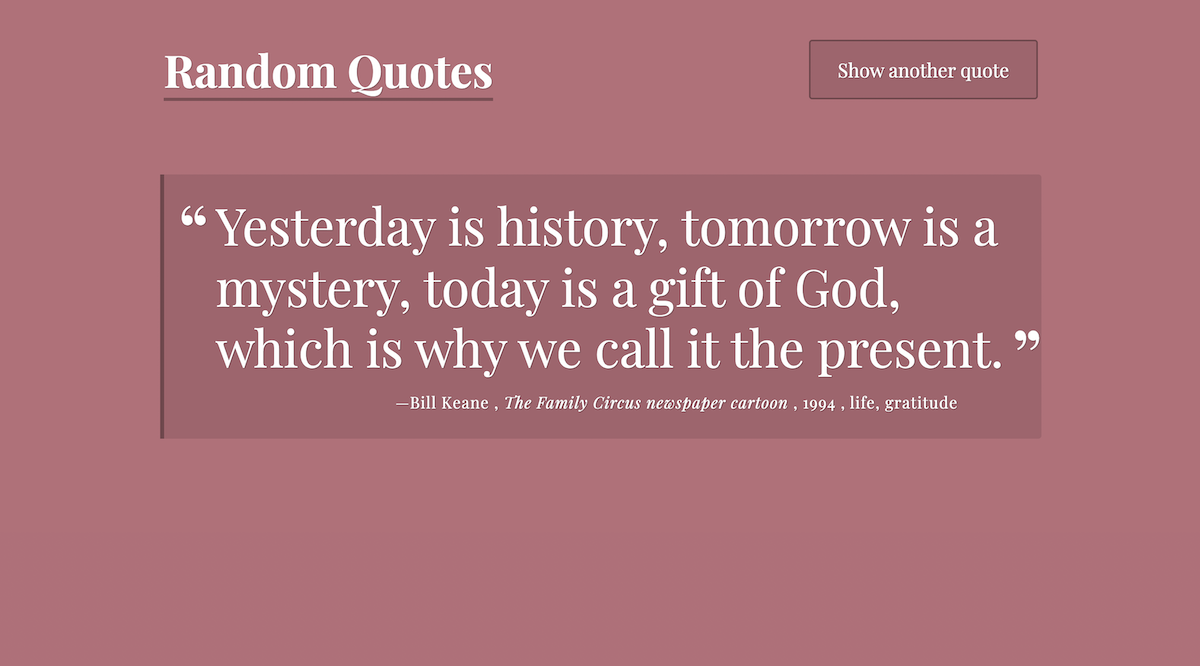 Random Quotes
Show another quote
“ Yesterday is history, tomorrow is a
mystery, today is a gift of God,
which is why we call it the present. ”
—Bill Keane , The Family Circus newspaper cartoon , 1994 , life, gratitude